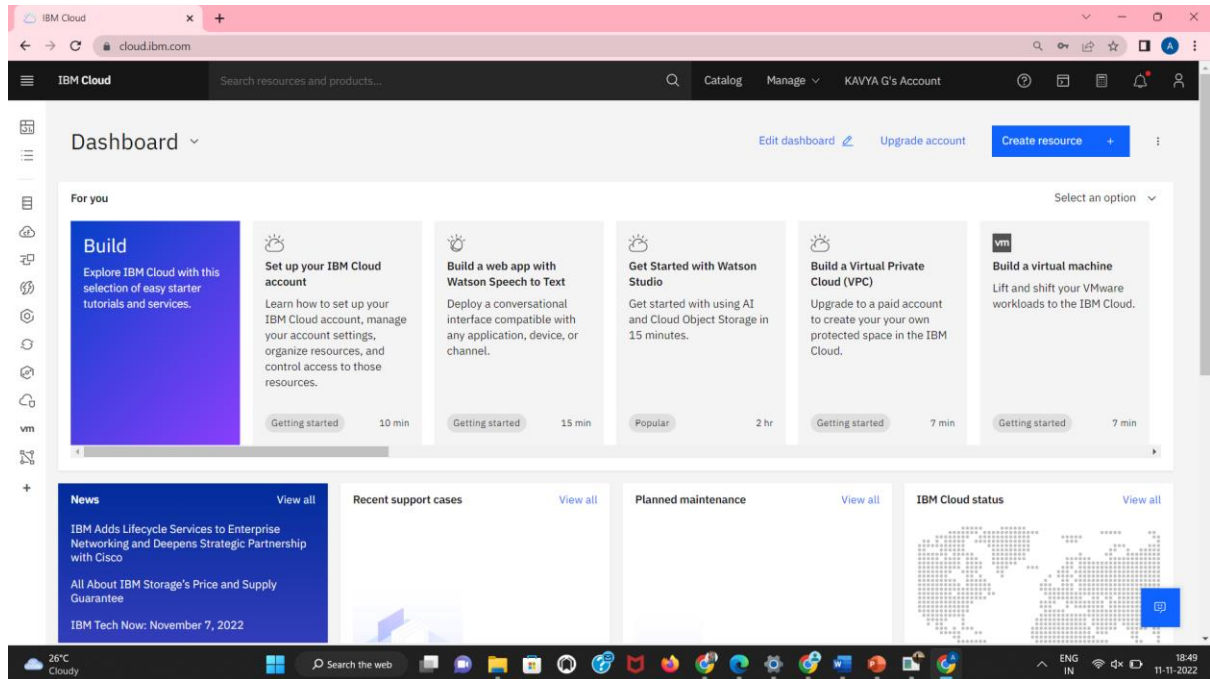 IBM Cloud
cloud.ibm.com
A
IBM Cloud
Search resources and products...
Catalog
Manage
KAVYA G's Account
Dashboard
Edit dashboard
Upgrade account
Create resource +
For you
Select an option
Build
Explore IBM Cloud with this
selection of easy starter
tutorials and services.
Set up your IBM Cloud
account
Learn how to set up your
IBM Cloud account, manage
your account settings,
organize resources, and
control access to those
resources.
Getting started
10 min
Build a web app with
Watson Speech to Text
Deploy a conversational
interface compatible with
any application, device, or
channel.
Getting started
15 min
Get Started with Watson
Studio
Get started with using AI
and Cloud Object Storage in
15 minutes.
Popular
2 hr
Build a Virtual Private
Cloud (VPC)
Upgrade to a paid account
to create your your own
protected space in the IBM
Cloud.
Getting started
7 min
vm
Build a virtual machine
Lift and shift your VMware
workloads to the IBM Cloud.
Getting started
7 min
vm
News
View all
IBM Adds Lifecycle Services to Enterprise
Networking and Deepens Strategic Partnership
with Cisco
All About IBM Storage's Price and Supply
Guarantee
IBM Tech Now: November 7, 2022
Recent support cases
View all
Planned maintenance
View all
IBM Cloud status
View all
26°C
Cloudy
Search the web
ENG
IN
18:49
11-11-2022